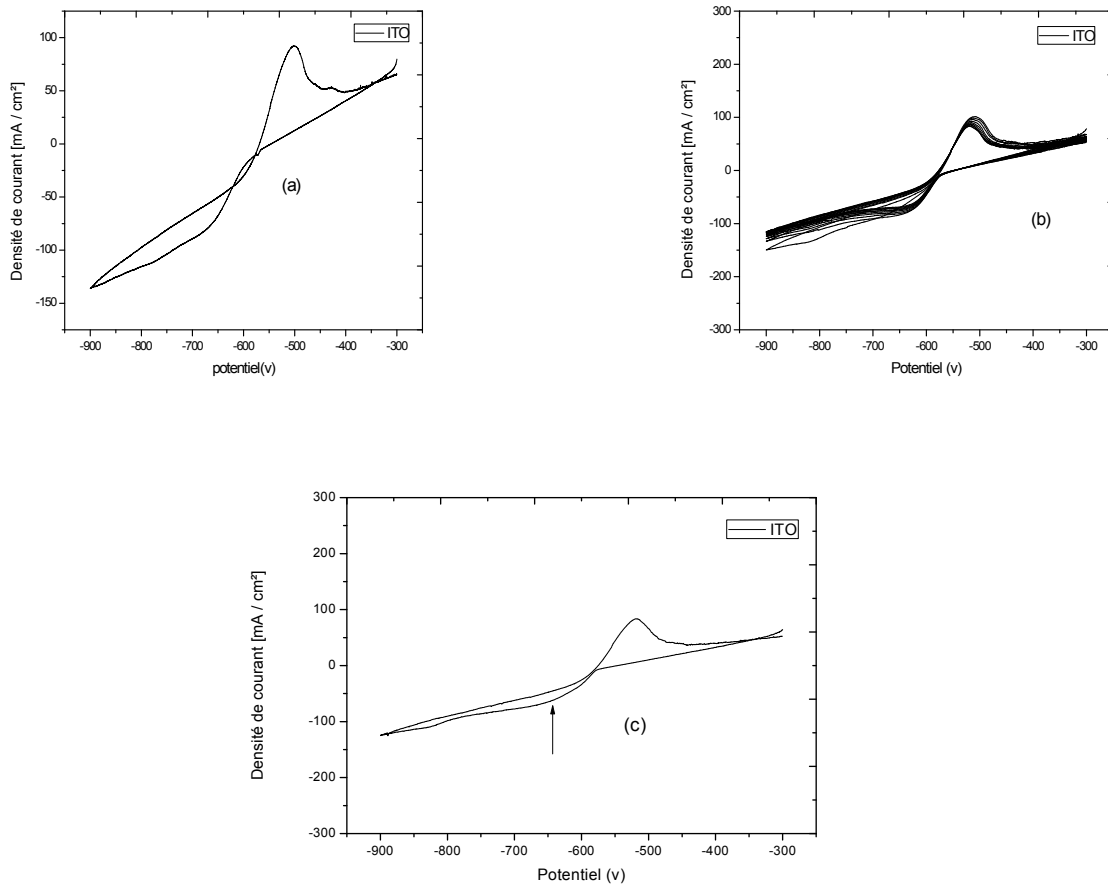 ITO
100
50
0
-50
-100
-150
Densité de courant [mA / cm²]
(a)
-900 -800 -700 -600 -500 -400 -300
potentiel(v)
ITO
300
200
100
0
-100
-200
-300
Densité de courant [mA / cm²]
(b)
-900 -800 -700 -600 -500 -400 -300
Potentiel (v)
ITO
300
200
100
0
-100
-200
-300
Densité de courant [mA / cm²]
(c)
-900 -800 -700 -600 -500 -400 -300
Potentiel (v)